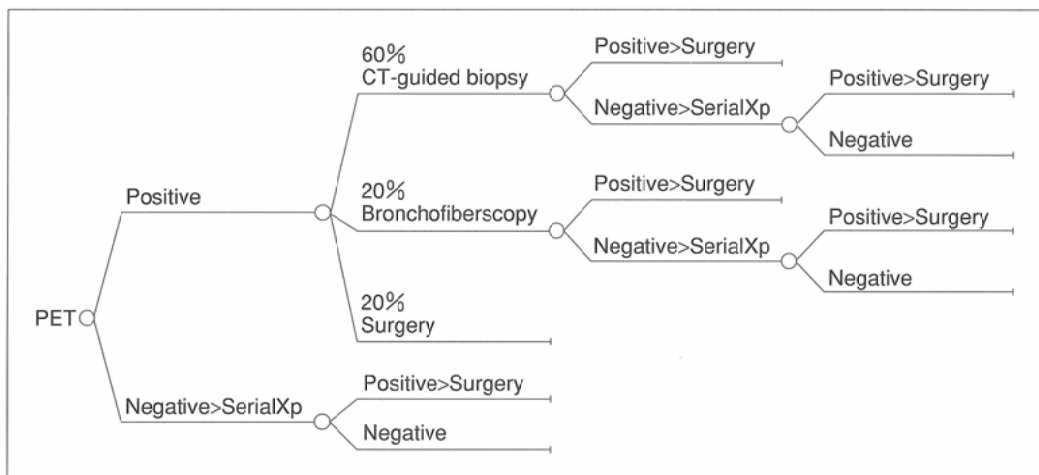 60%
CT-guided biopsy
Positive>Surgery
Negative>SerialXp
Positive>Surgery
Negative
Positive
20%
Bronchofiberscopy
Positive>Surgery
Negative>SerialXp
Positive>Surgery
Negative
20%
Surgery
PET
Negative>SerialXp
Positive>Surgery
Negative